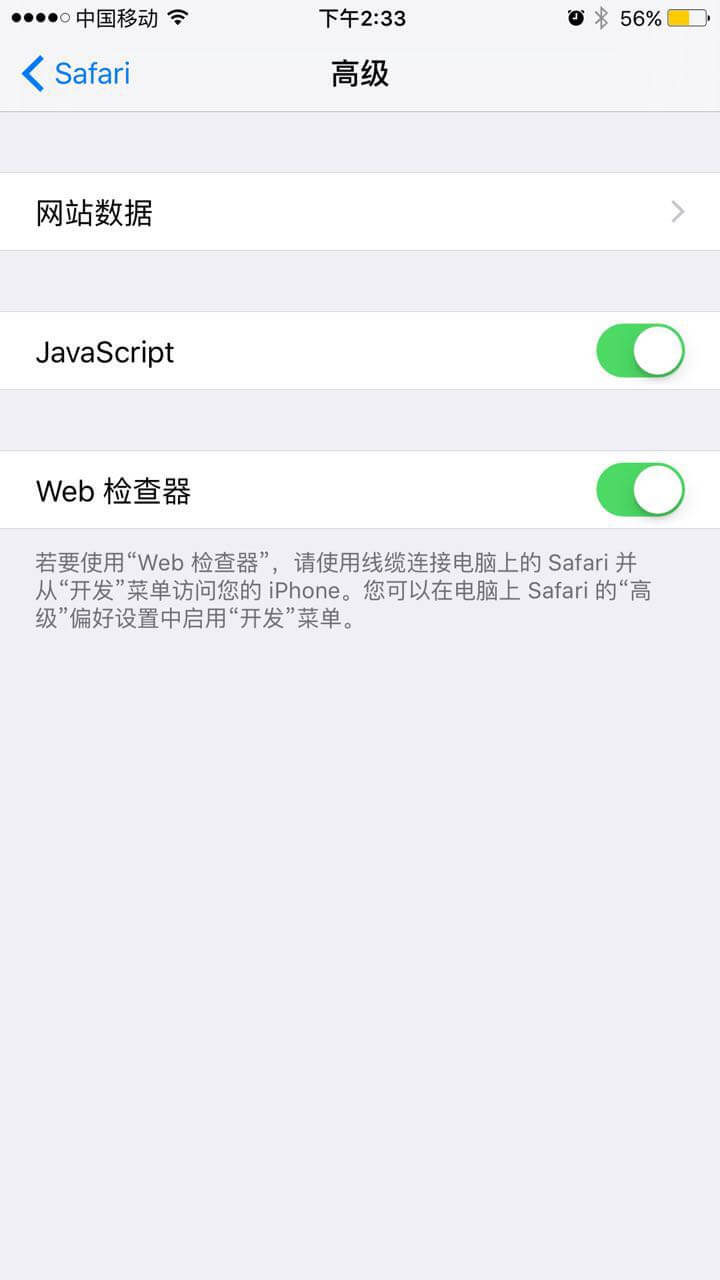 中国移动 下午2:33 56%
Safari 高级
网站数据
JavaScript
Web 检查器
若要使用“Web 检查器”，请使用线缆连接电脑上的 Safari 并
从“开发”菜单访问您的 iPhone。您可以在电脑上 Safari 的“高
级”偏好设置中启用“开发”菜单。